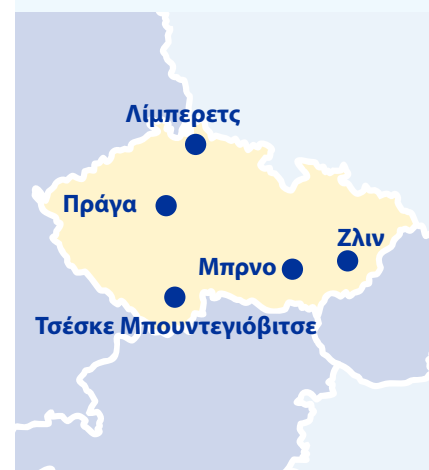 Λίμπερετς
Πράγα
Ζλιν
Μπρνο
Τσέσκε Μπουντεγιόβιτσε